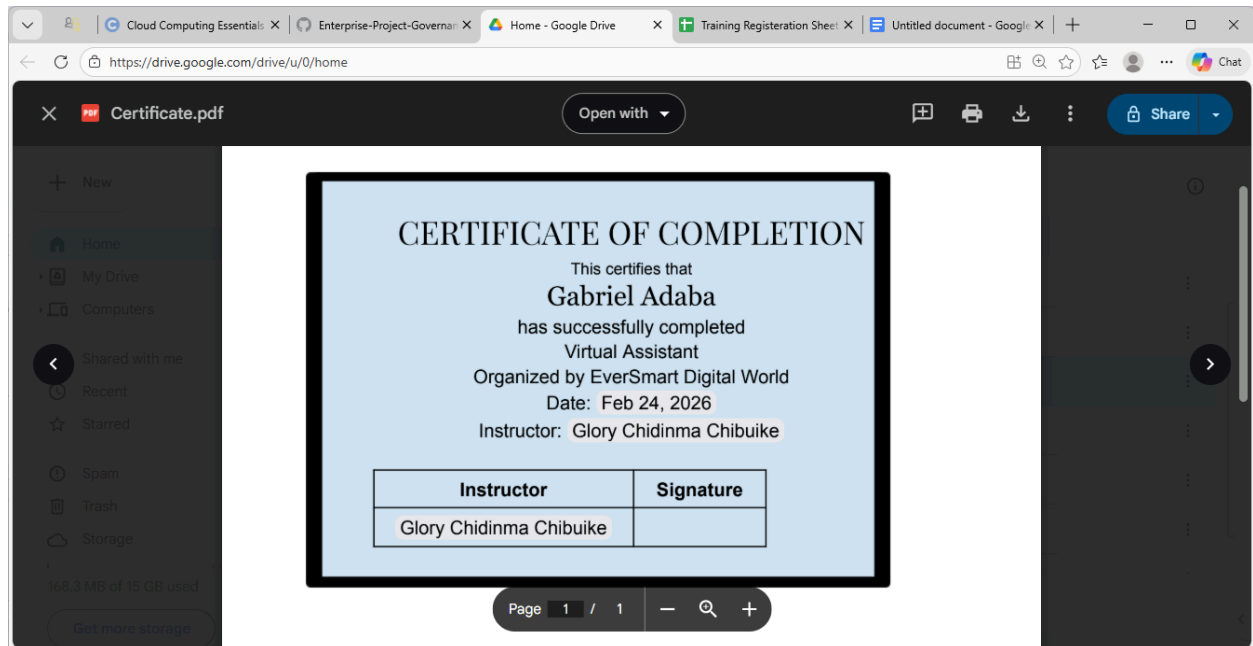 Cloud Computing Essentials
Enterprise-Project-Governan
Home - Google Drive
Training Registeration Sheet
Untitled document - Google
https://drive.google.com/drive/u/0/home
Chat
PDF
Certificate.pdf
Open with
Share
New
Home
My Drive
Computers
Shared with me
Recent
Starred
Spam
Trash
Storage
168.3 MB of 15 GB used
Get more storage
CERTIFICATE OF COMPLETION
This certifies that
Gabriel Adaba
has successfully completed
Virtual Assistant
Organized by EverSmart Digital World
Date: Feb 24, 2026
Instructor: Glory Chidinma Chibuike
Instructor Signature
Glory Chidinma Chibuike
Page 1 / 1